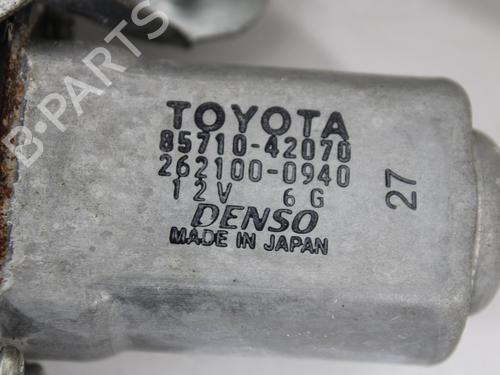 B-PARTS
TOYOTA
85710-42070
262100-0940
12V 6G
DENSO
MADE IN JAPAN
27